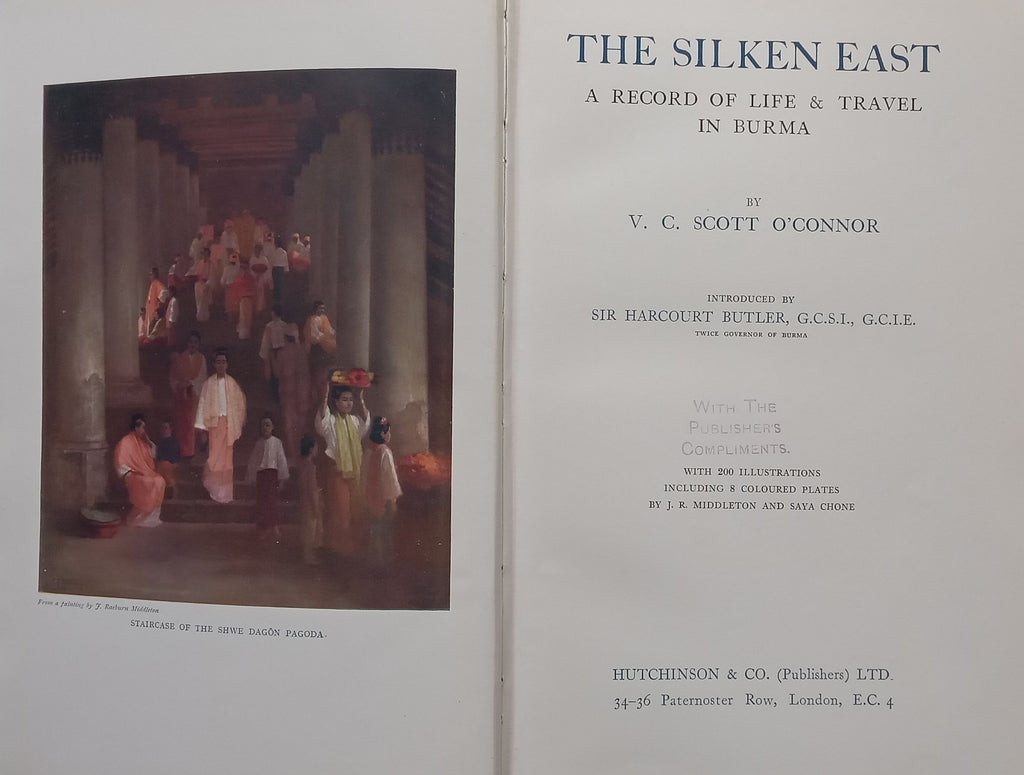 From a painting by J. Raeburn Middleton
STAIRCASE OF THE SHWE DAGÔN PAGODA.
THE SILKEN EAST
A RECORD OF LIFE & TRAVEL
IN BURMA
BY
V. C. SCOTT O'CONNOR
INTRODUCED BY
SIR HARCOURT BUTLER, G.C.S.I., G.C.I.E.
TWICE GOVERNOR OF BURMA
WITH THE
PUBLISHER'S
COMPLIMENTS.
WITH 200 ILLUSTRATIONS
INCLUDING 8 COLOURED PLATES
BY J. R. MIDDLETON AND SAYA CHONE
HUTCHINSON & CO. (Publishers) LTD.
34–36 Paternoster Row, London, E.C. 4